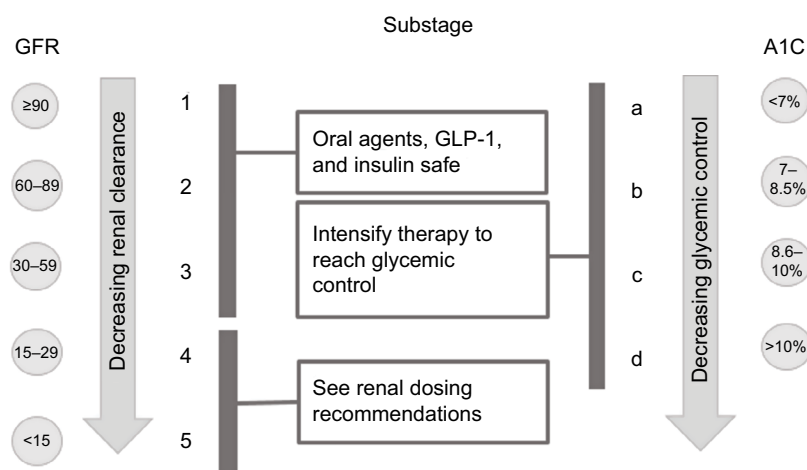 Substage
GFR
A1C
≥90
60–89
30–59
15–29
<15
Decreasing renal clearance
1
2
3
4
5
Oral agents, GLP-1,
and insulin safe
Intensify therapy to
reach glycemic
control
See renal dosing
recommendations
a
b
c
d
Decreasing glycemic control
<7%
7–
8.5%
8.6–
10%
>10%